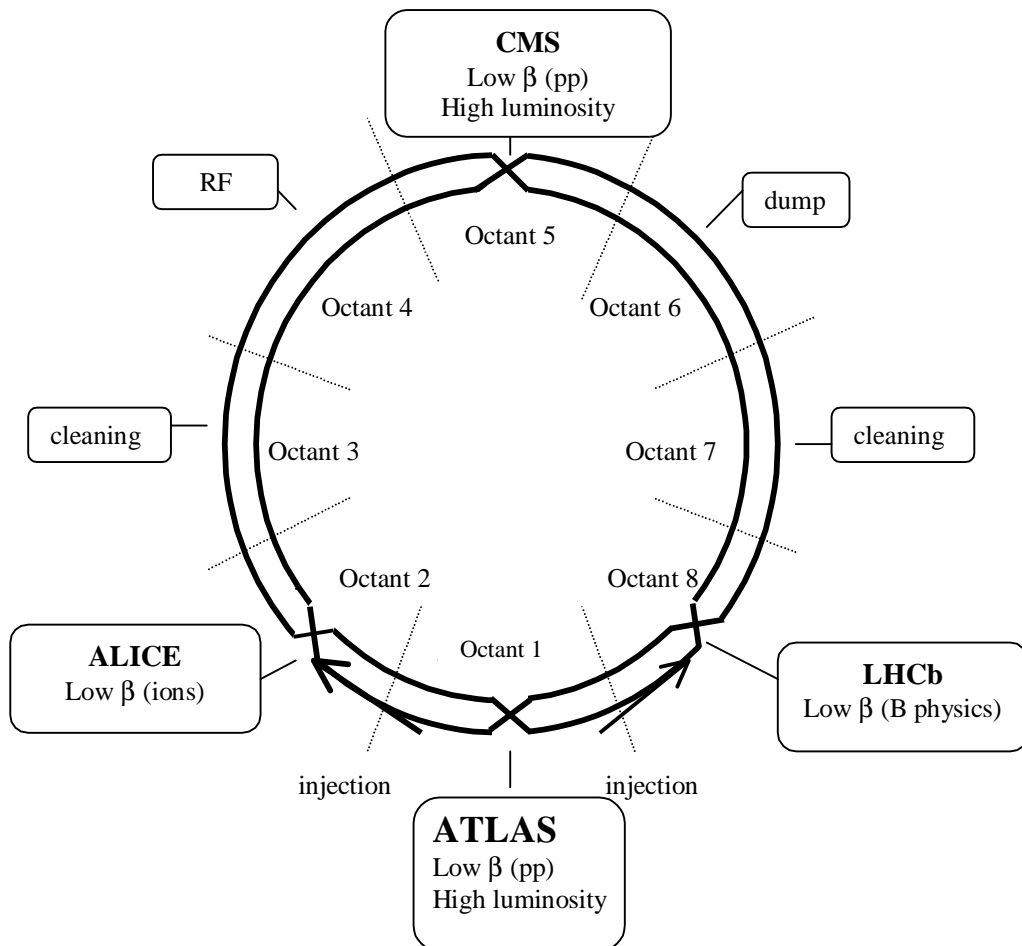 CMS
Low β (pp)
High luminosity
RF
dump
Octant 5
Octant 4
Octant 6
cleaning
Octant 3
Octant 7
cleaning
Octant 2
Octant 8
Octant 1
ALICE
Low β (ions)
LHCb
Low β (B physics)
injection
injection
ATLAS
Low β (pp)
High luminosity